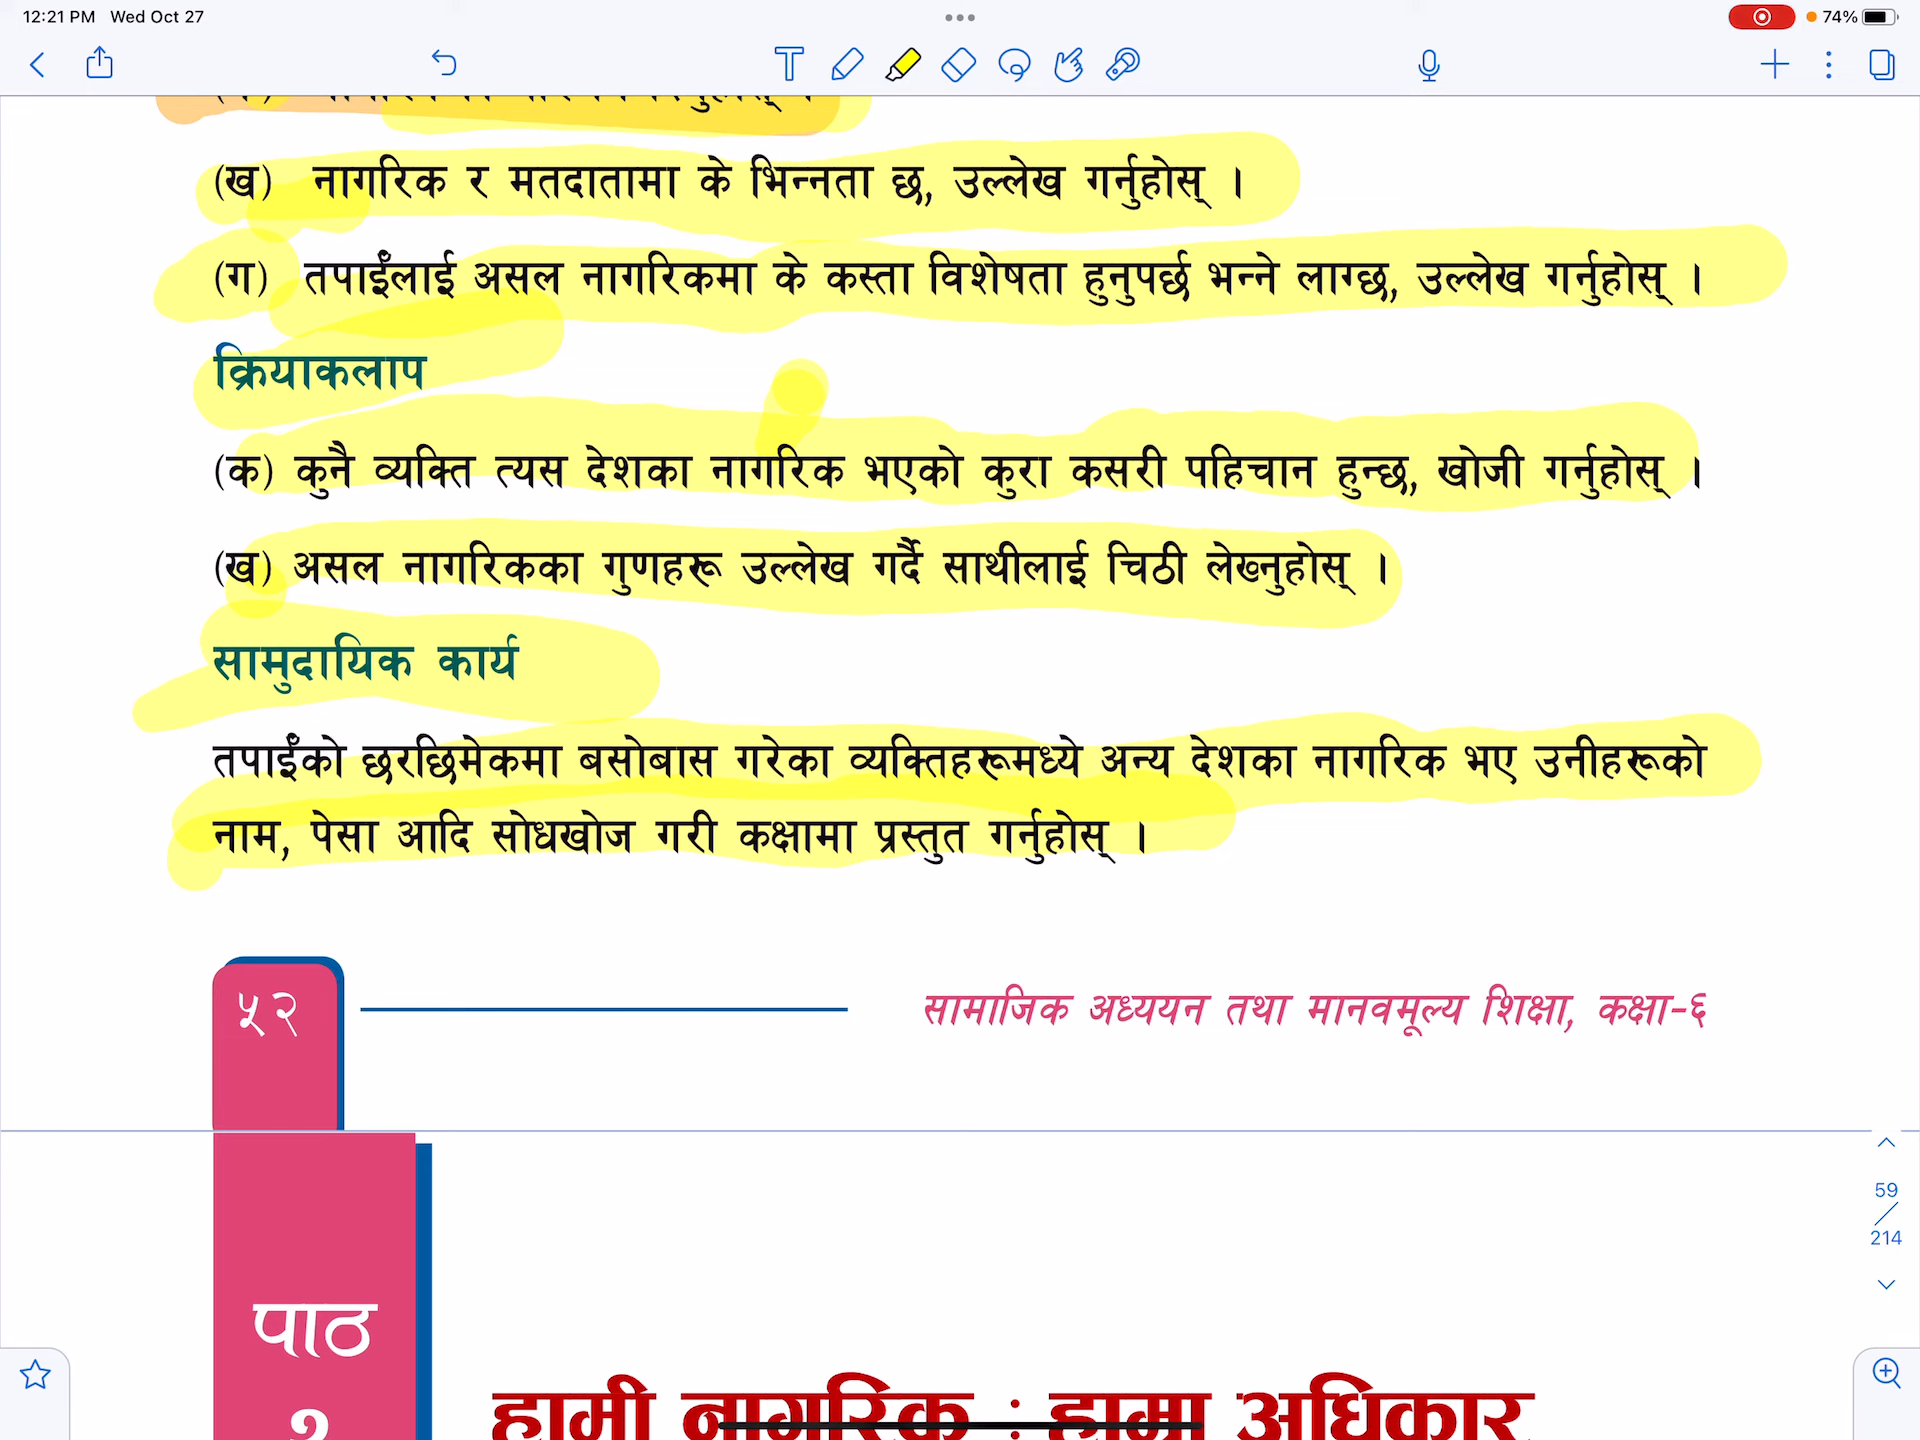 12:21 PM Wed Oct 27
74%
(ख) नागरिक र मतदातामा के भिन्नता छ, उल्लेख गर्नुहोस् ।
(ग) तपाईंलाई असल नागरिकमा के कस्ता विशेषता हुनुपर्छ भन्ने लाग्छ, उल्लेख गर्नुहोस् ।
क्रियाकलाप
(क) कुनै व्यक्ति त्यस देशका नागरिक भएको कुरा कसरी पहिचान हुन्छ, खोजी गर्नुहोस् ।
(ख) असल नागरिकका गुणहरू उल्लेख गर्दै साथीलाई चिठी लेख्नुहोस् ।
सामुदायिक कार्य
तपाईंको छरछिमेकमा बसोबास गरेका व्यक्तिहरूमध्ये अन्य देशका नागरिक भए उनीहरूको
नाम, पेसा आदि सोधखोज गरी कक्षामा प्रस्तुत गर्नुहोस् ।
५२
सामाजिक अध्ययन तथा मानवमूल्य शिक्षा, कक्षा-६
59
214
पाठ
हामी नागरिक : हाम्रा अधिकार